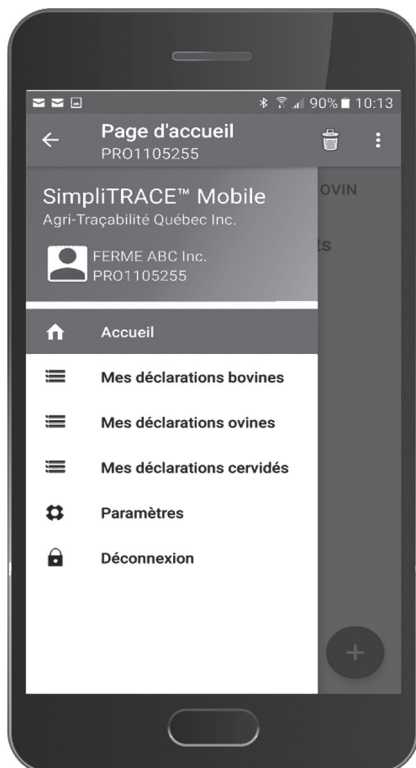 90% 10:13
Page d'accueil
PRO1105255
SimpliTRACE™ Mobile
OVIN
Agri-Traçabilité Québec Inc.
ts
FERME ABC Inc.
PRO1105255
Accueil
Mes déclarations bovines
Mes déclarations ovines
Mes déclarations cervidés
Paramètres
Déconnexion